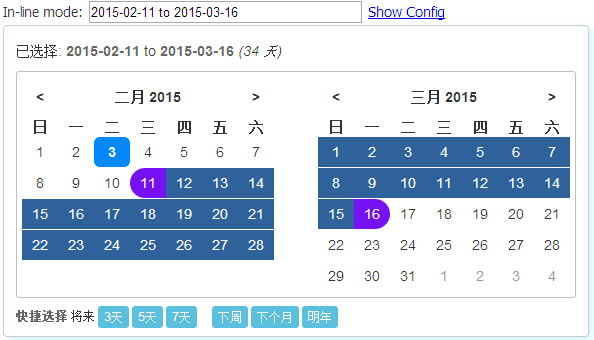 In-line mode: 2015-02-11 to 2015-03-16 Show Config
已选择: 2015-02-11 to 2015-03-16 (34 天)
< 二月 2015 > < 三月 2015 >
日 一 二 三 四 五 六 日 一 二 三 四 五 六
1 2 3 4 5 6 7 1 2 3 4 5 6 7
8 9 10 11 12 13 14 8 9 10 11 12 13 14
15 16 17 18 19 20 21 15 16 17 18 19 20 21
22 23 24 25 26 27 28 22 23 24 25 26 27 28
29 30 31 1 2 3 4
快捷选择 将来 3天 5天 7天 下周 下个月 明年